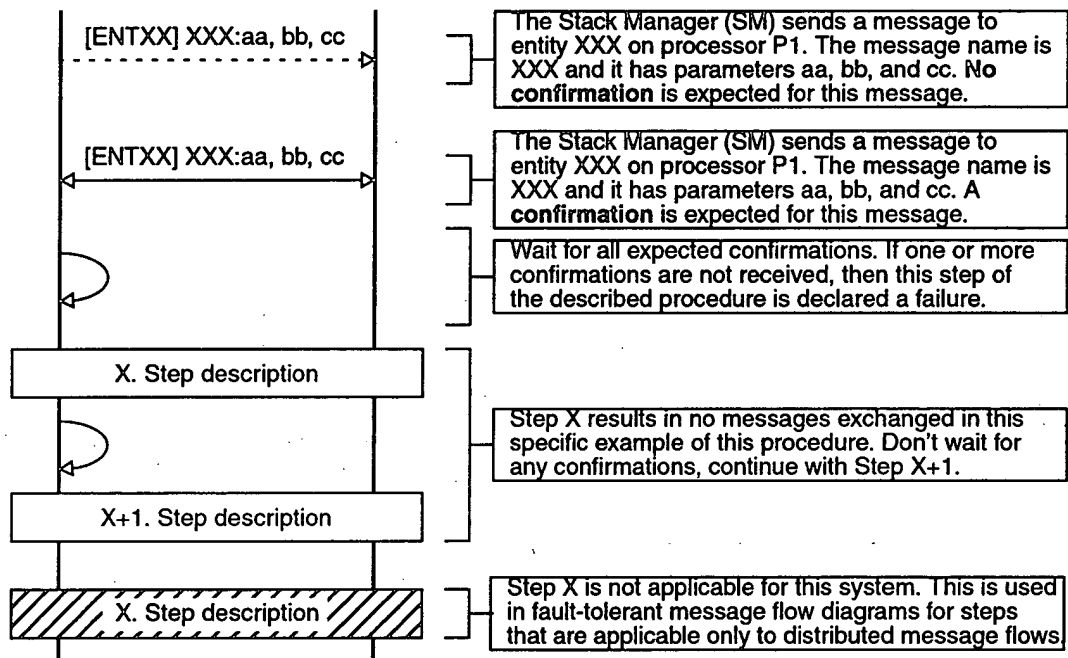 [ENTXX] XXX:aa, bb, cc
The Stack Manager (SM) sends a message to
entity XXX on processor P1. The message name is
XXX and it has parameters aa, bb, and cc. No
confirmation is expected for this message.
[ENTXX] XXX:aa, bb, cc
The Stack Manager (SM) sends a message to
entity XXX on processor P1. The message name is
XXX and it has parameters aa, bb, and cc. A
confirmation is expected for this message.
Wait for all expected confirmations. If one or more
confirmations are not received, then this step of
the described procedure is declared a failure.
X. Step description
Step X results in no messages exchanged in this
specific example of this procedure. Don't wait for
any confirmations, continue with Step X+1.
X+1. Step description
X. Step description
Step X is not applicable for this system. This is used
in fault-tolerant message flow diagrams for steps
that are applicable only to distributed message flows.